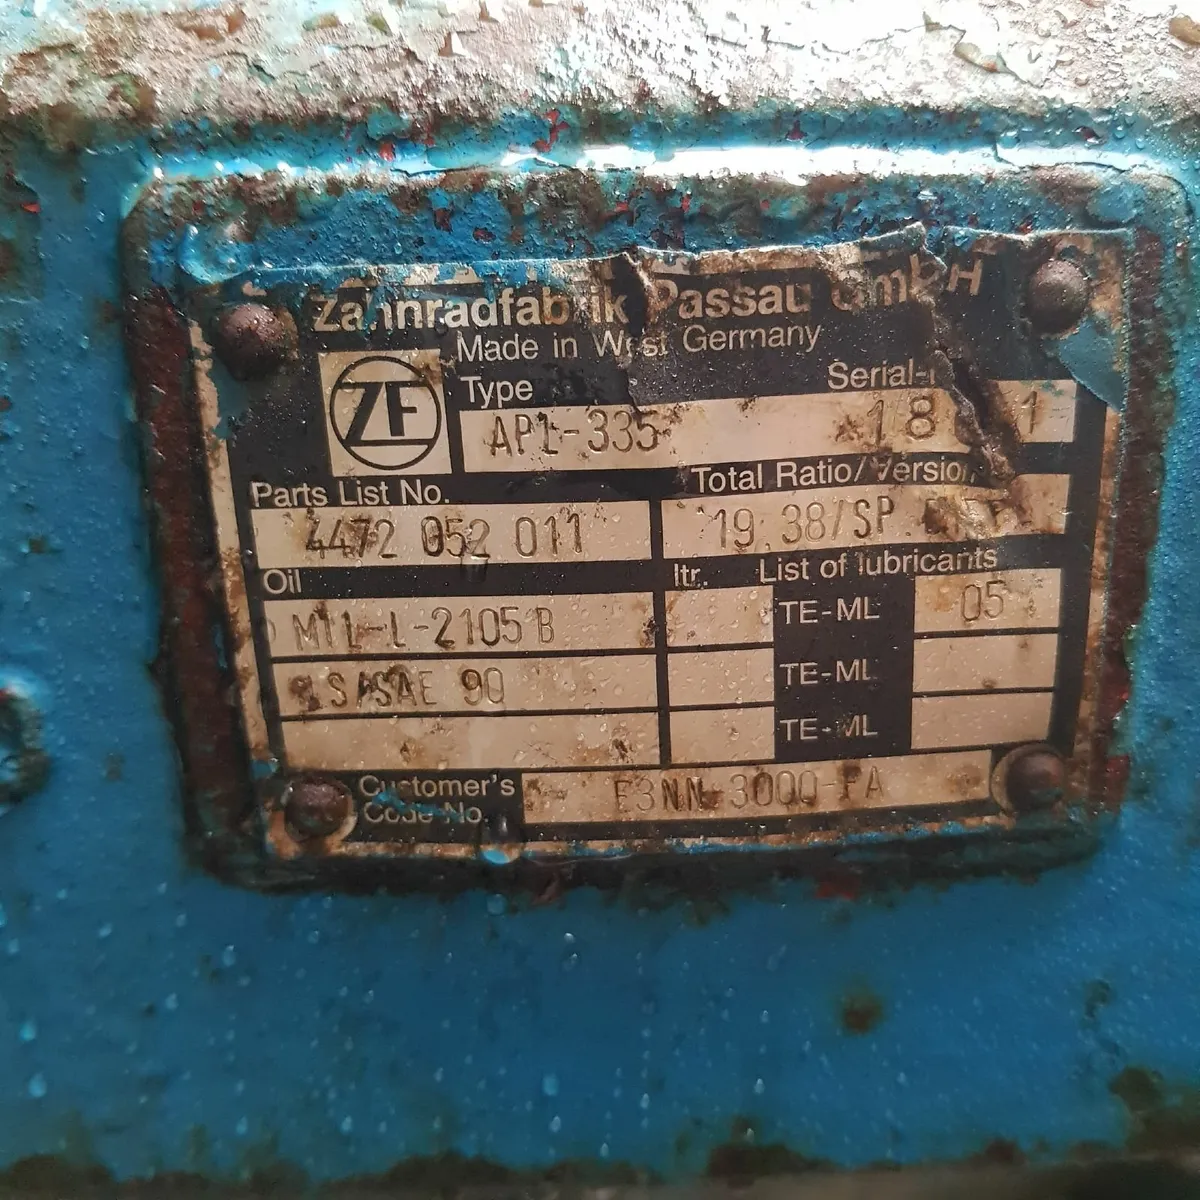 Zahnradfabrik Passau GmbH
Made in West Germany
ZF
Type Serial-
APL-335
Parts List No. Total Ratio/Version
4472 052 011 19.38/SP.
Oil ltr. List of lubricants
MIL-L-2105B TE-ML 05
LS/SAE 90 TE-ML
TE-ML
Customer's E3NN-3000-FA
Code No.